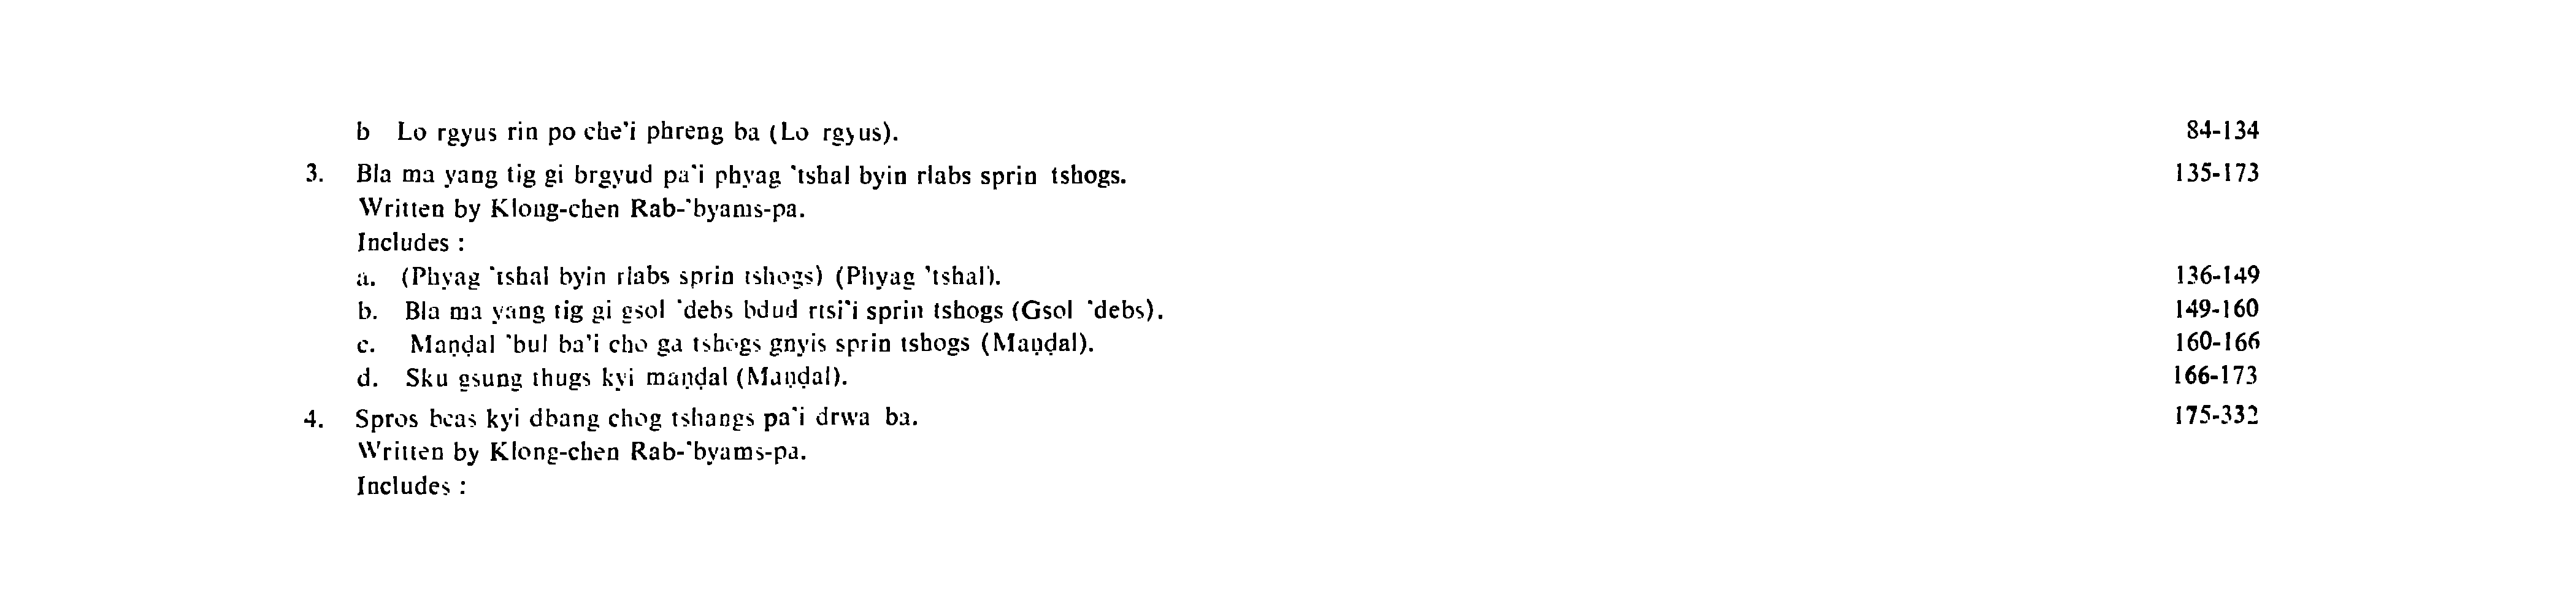 b Lo rgyus rin po che'i phreng ba (Lo rgyus). 84-134
3. Bla ma yang tig gi brgyud pa'i phyag 'tshal byin rlabs sprin tshogs. 135-173
Written by Klong-chen Rab-'byams-pa.
Includes :
a. (Phyag 'tshal byin rlabs sprin tshogs) (Phyag 'tshal). 136-149
b. Bla ma yang tig gi gsol 'debs bdud rtsi'i sprin tshogs (Gsol 'debs). 149-160
c. Maṇḍal 'bul ba'i cho ga tshogs gnyis sprin tshogs (Maṇḍal). 160-166
d. Sku gsung thugs kyi maṇḍal (Maṇḍal). 166-173
4. Spros bcas kyi dbang chog tshangs pa'i drwa ba. 175-332
Written by Klong-chen Rab-'byams-pa.
Includes :